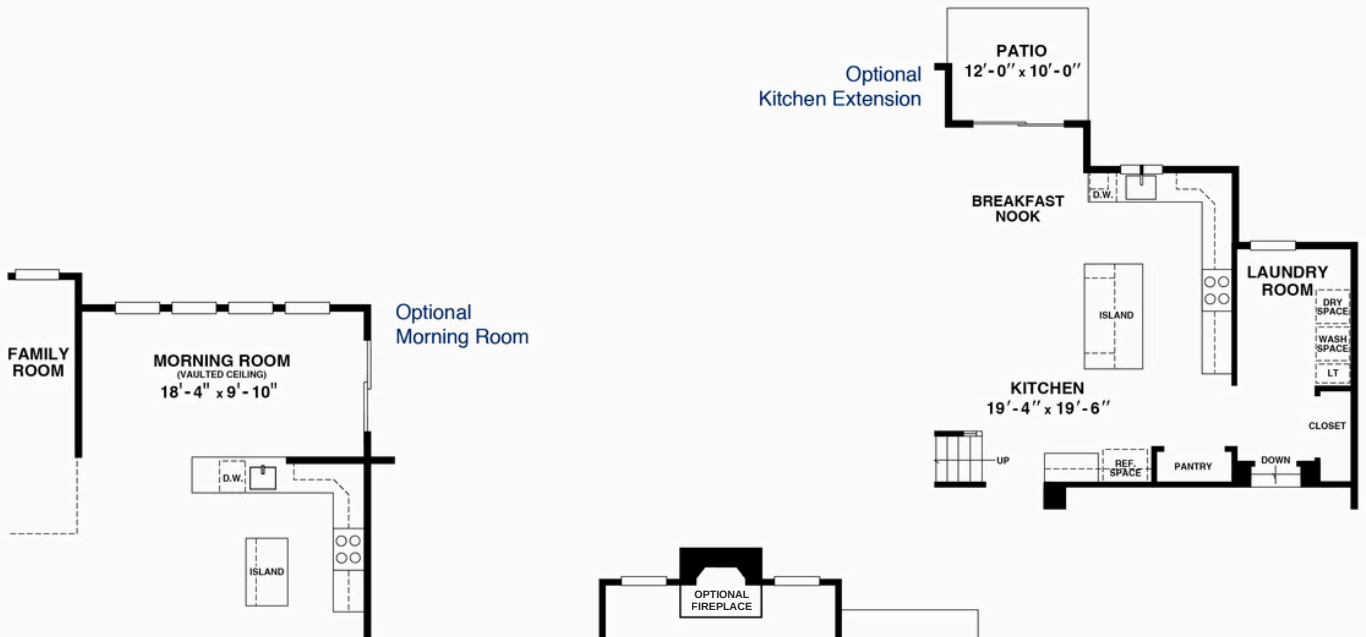 PATIO
12'-0" x 10'-0"
Optional
Kitchen Extension
BREAKFAST
NOOK
D.W.
LAUNDRY
ROOM
DRY
SPACE
WASH
SPACE
LT
ISLAND
KITCHEN
19'-4" x 19'-6"
CLOSET
UP
REF.
SPACE
PANTRY
DOWN
Optional
Morning Room
FAMILY
ROOM
MORNING ROOM
(VAULTED CEILING)
18'-4" x 9'-10"
D.W.
ISLAND
OPTIONAL
FIREPLACE